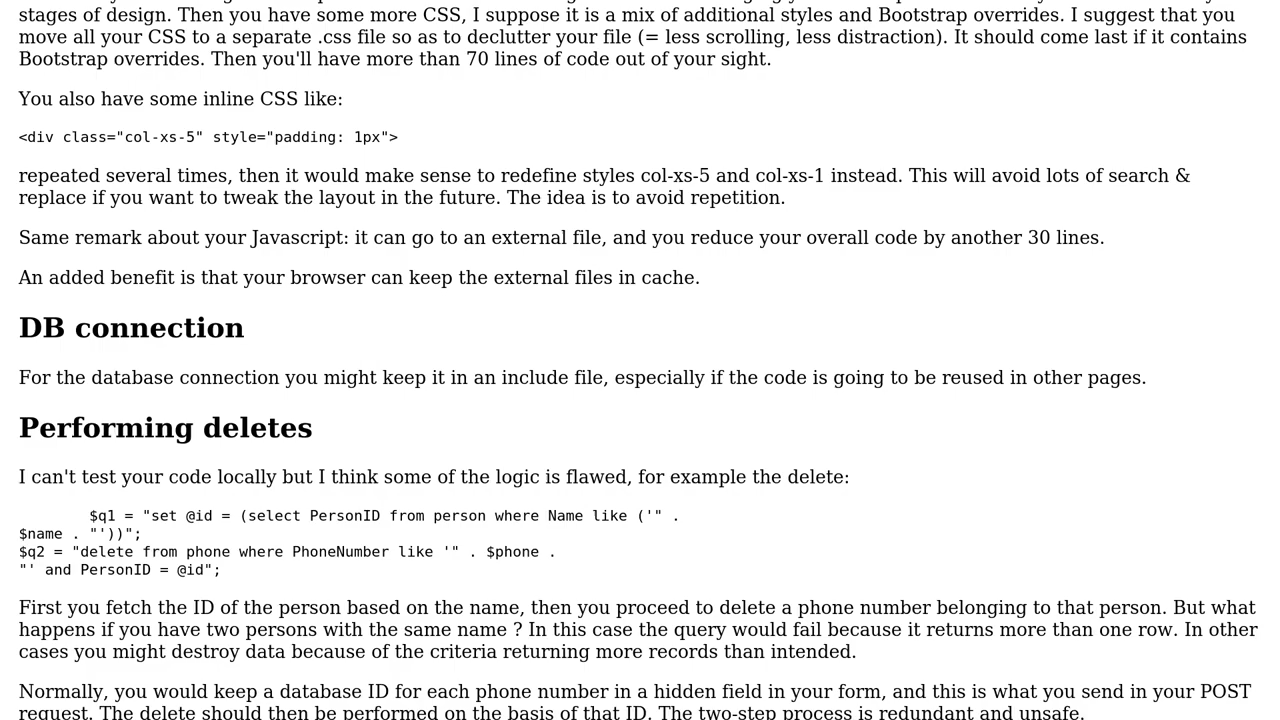 stages of design. Then you have some more CSS, I suppose it is a mix of additional styles and Bootstrap overrides. I suggest that you
move all your CSS to a separate .css file so as to declutter your file (= less scrolling, less distraction). It should come last if it contains
Bootstrap overrides. Then you'll have more than 70 lines of code out of your sight.
You also have some inline CSS like:
<div class="col-xs-5" style="padding: 1px">
repeated several times, then it would make sense to redefine styles col-xs-5 and col-xs-1 instead. This will avoid lots of search &
replace if you want to tweak the layout in the future. The idea is to avoid repetition.
Same remark about your Javascript: it can go to an external file, and you reduce your overall code by another 30 lines.
An added benefit is that your browser can keep the external files in cache.
DB connection
For the database connection you might keep it in an include file, especially if the code is going to be reused in other pages.
Performing deletes
I can't test your code locally but I think some of the logic is flawed, for example the delete:
$q1 = "set @id = (select PersonID from person where Name like ('" .
$name . "'))";
$q2 = "delete from phone where PhoneNumber like '" . $phone .
"' and PersonID = @id";
First you fetch the ID of the person based on the name, then you proceed to delete a phone number belonging to that person. But what
happens if you have two persons with the same name ? In this case the query would fail because it returns more than one row. In other
cases you might destroy data because of the criteria returning more records than intended.
Normally, you would keep a database ID for each phone number in a hidden field in your form, and this is what you send in your POST
request. The delete should then be performed on the basis of that ID. The two-step process is redundant and unsafe.